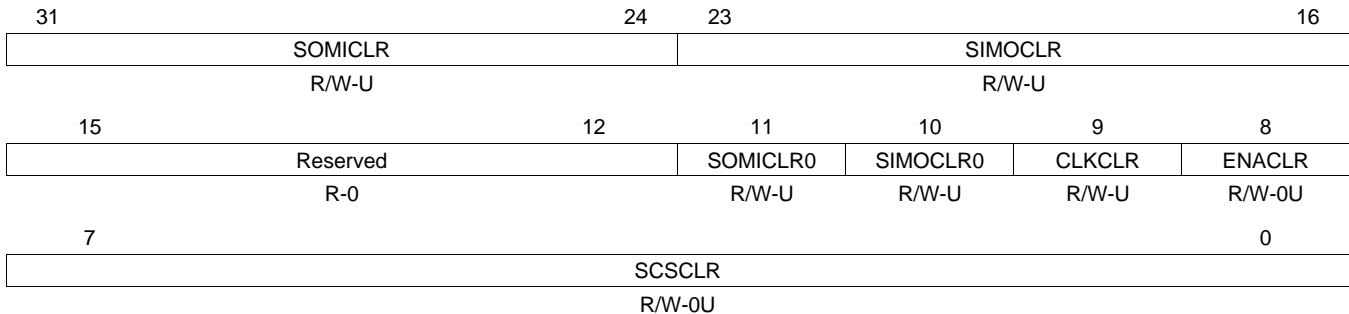 31 24 23 16
SOMICLR SIMOCLR
R/W-U R/W-U
15 12 11 10 9 8
Reserved SOMICLR0 SIMOCLR0 CLKCLR ENACLR
R-0 R/W-U R/W-U R/W-U R/W-0U
7 0
SCSCLR
R/W-0U